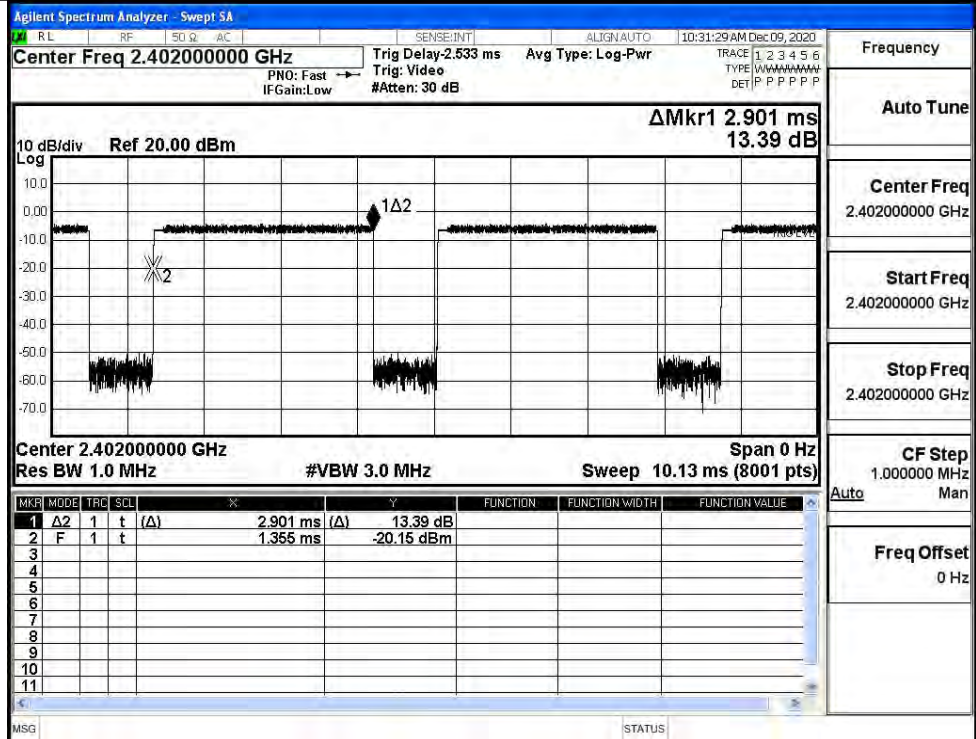 Agilent Spectrum Analyzer - Swept SA
RL RF 50 Ω AC SENSE:INT ALIGNAUTO 10:31:29 AM Dec 09, 2020
Center Freq 2.402000000 GHz
PNO: Fast
IFGain:Low
Trig Delay-2.533 ms
Trig: Video
#Atten: 30 dB
Avg Type: Log-Pwr
TRACE 1 2 3 4 5 6
TYPE WWWWWW
DET P P P P P P
ΔMkr1 2.901 ms
13.39 dB
10 dB/div Ref 20.00 dBm
Log
10.0
0.00
-10.0
-20.0
-30.0
-40.0
-50.0
-60.0
-70.0
1Δ2
2
TRIG LVL
Center 2.402000000 GHz Span 0 Hz
Res BW 1.0 MHz #VBW 3.0 MHz Sweep 10.13 ms (8001 pts)
MKR MODE TRC SCL X Y FUNCTION FUNCTION WIDTH FUNCTION VALUE
1 Δ2 1 t (Δ) 2.901 ms (Δ) 13.39 dB
2 F 1 t 1.355 ms -20.15 dBm
3
4
5
6
7
8
9
10
11
MSG STATUS
Frequency
Auto Tune
Center Freq
2.402000000 GHz
Start Freq
2.402000000 GHz
Stop Freq
2.402000000 GHz
CF Step
1.000000 MHz
Auto Man
Freq Offset
0 Hz